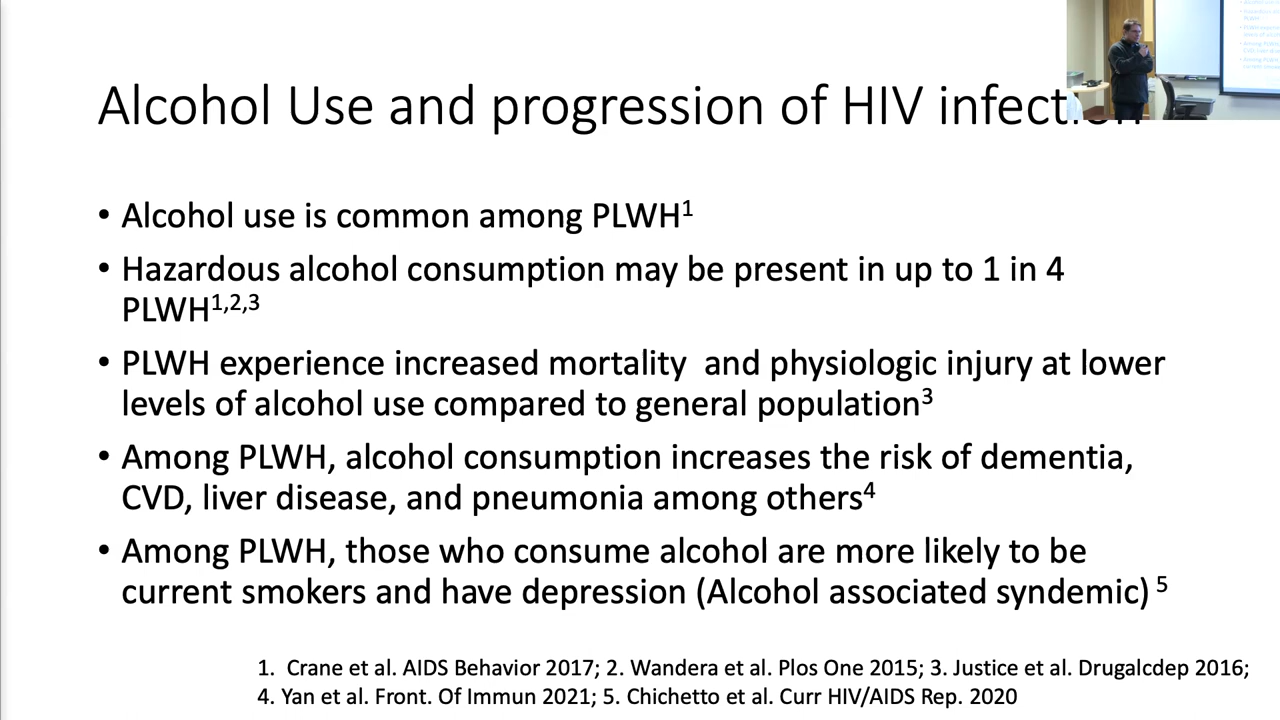 Alcohol Use and progression of HIV infection
• Alcohol use is common among PLWH1
• Hazardous alcohol consumption may be present in up to 1 in 4
PLWH1,2,3
• PLWH experience increased mortality  and physiologic injury at lower
levels of alcohol use compared to general population3
• Among PLWH, alcohol consumption increases the risk of dementia,
CVD, liver disease, and pneumonia among others4
• Among PLWH, those who consume alcohol are more likely to be
current smokers and have depression (Alcohol associated syndemic) 5
1.  Crane et al. AIDS Behavior 2017; 2. Wandera et al. Plos One 2015; 3. Justice et al. Drugalcdep 2016;
4. Yan et al. Front. Of Immun 2021; 5. Chichetto et al. Curr HIV/AIDS Rep. 2020